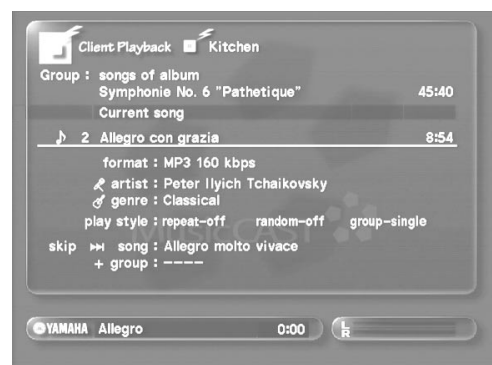 Client Playback Kitchen
Group : songs of album
Symphonie No. 6 "Pathetique" 45:40
Current song
2 Allegro con grazia 8:54
format : MP3 160 kbps
artist : Peter Ilyich Tchaikovsky
genre : Classical
play style : repeat-off random-off group-single
MUSICCAST
skip song : Allegro molto vivace
+ group : ----
YAMAHA Allegro 0:00 L
R